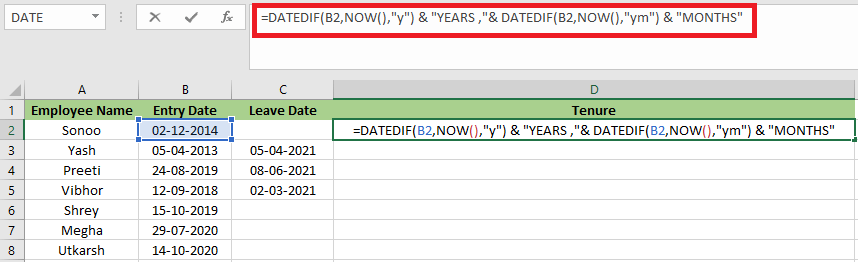 DATE fx =DATEDIF(B2,NOW(),"y") & "YEARS ,"& DATEDIF(B2,NOW(),"ym") & "MONTHS"
A B C D
1 Employee Name Entry Date Leave Date Tenure
2 Sonoo 02-12-2014 =DATEDIF(B2,NOW(),"y") & "YEARS ,"& DATEDIF(B2,NOW(),"ym") & "MONTHS"
3 Yash 05-04-2013 05-04-2021
4 Preeti 24-08-2019 08-06-2021
5 Vibhor 12-09-2018 02-03-2021
6 Shrey 15-10-2019
7 Megha 29-07-2020
8 Utkarsh 14-10-2020